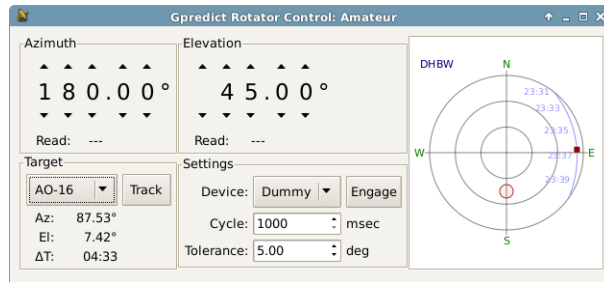 Gpredict Rotator Control: Amateur
Azimuth
180.00°
Read: ---
Elevation
45.00°
Read: ---
Target
AO-16
Track
Az: 87.53°
El: 7.42°
ΔT: 04:33
Settings
Device: Dummy Engage
Cycle: 1000 msec
Tolerance: 5.00 deg
DHBW
N
23:31
23:33
23:35
W
23:37
E
23:39
S